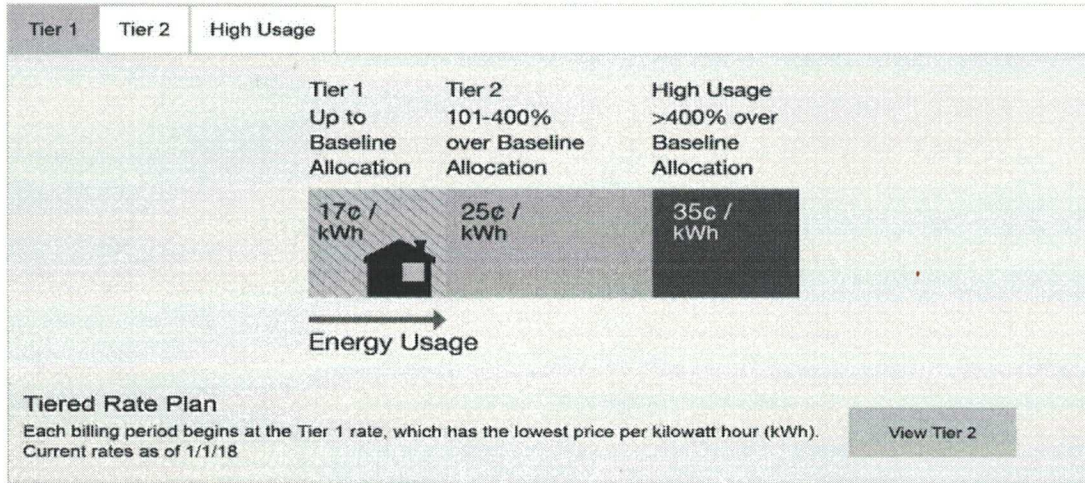 Tier 1 Tier 2 High Usage
Tier 1
Up to
Baseline
Allocation
Tier 2
101-400%
over Baseline
Allocation
High Usage
>400% over
Baseline
Allocation
17¢ /
kWh
25¢ /
kWh
35¢ /
kWh
Energy Usage
Tiered Rate Plan
Each billing period begins at the Tier 1 rate, which has the lowest price per kilowatt hour (kWh).
Current rates as of 1/1/18
View Tier 2